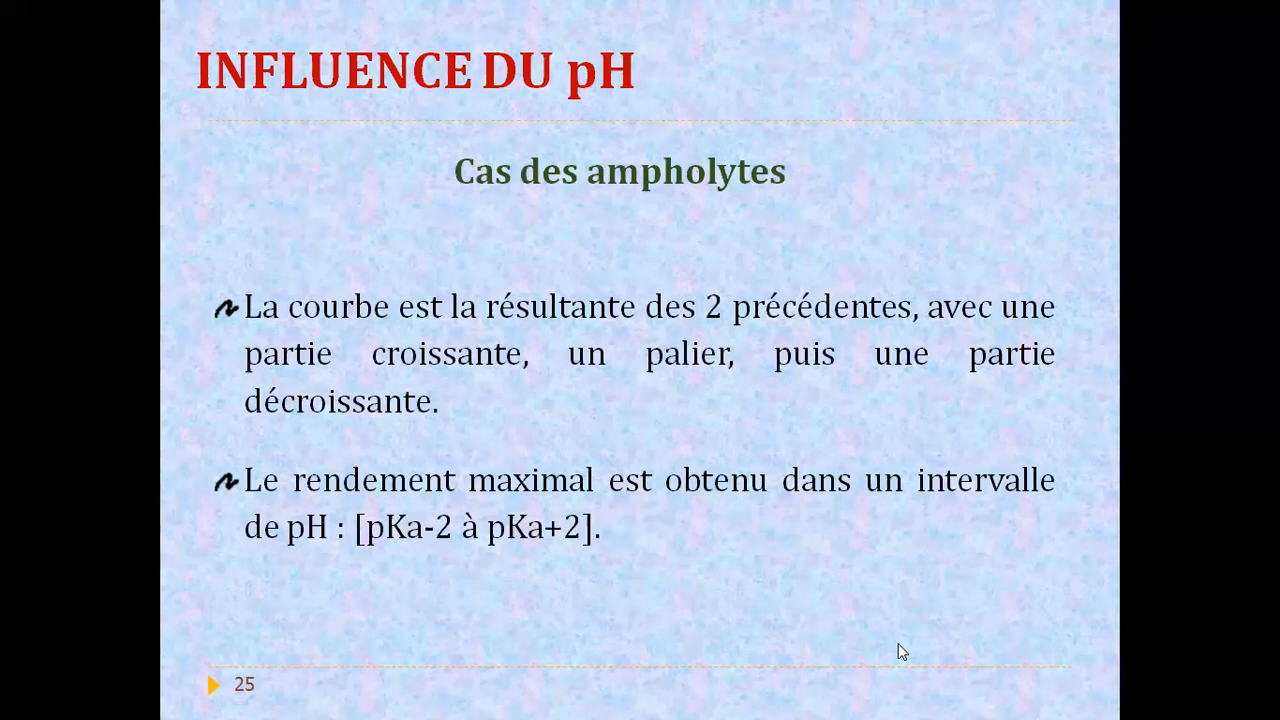 INFLUENCE DU pH
Cas des ampholytes
La courbe est la résultante des 2 précédentes, avec une
partie croissante, un palier, puis une partie
décroissante.
Le rendement maximal est obtenu dans un intervalle
de pH : [pKa-2 à pKa+2].
25